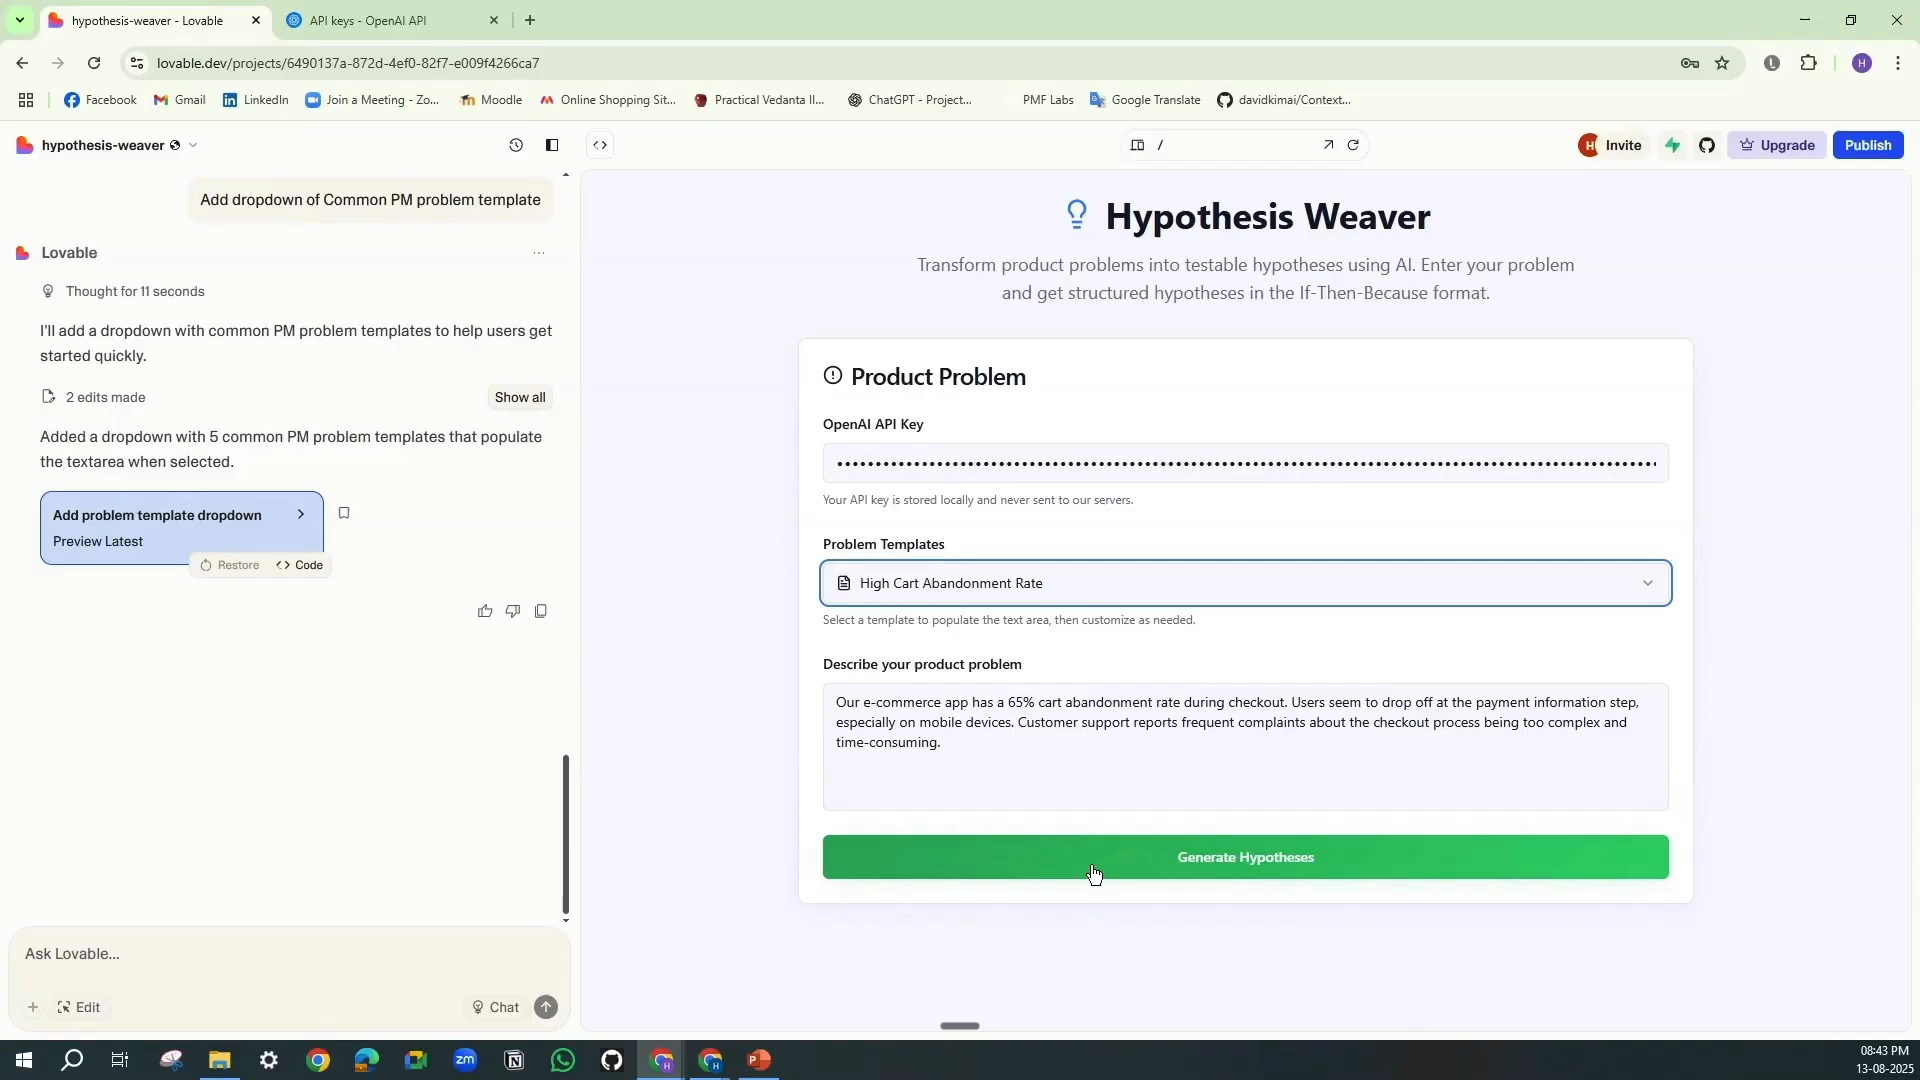 hypothesis-weaver - Lovable
API keys - OpenAI API
lovable.dev/projects/6490137a-872d-4ef0-82f7-e009f4266ca7
H
Facebook
Gmail
LinkedIn
Join a Meeting - Zo...
Moodle
Online Shopping Sit...
Practical Vedanta II...
ChatGPT - Project...
PMF Labs
Google Translate
davidkimai/Context...
hypothesis-weaver
/
H
Invite
Upgrade
Publish
Add dropdown of Common PM problem template
Lovable
Thought for 11 seconds
I'll add a dropdown with common PM problem templates to help users get
started quickly.
2 edits made
Show all
Added a dropdown with 5 common PM problem templates that populate
the textarea when selected.
Add problem template dropdown
Preview Latest
Restore
Code
Ask Lovable...
Edit
Chat
Hypothesis Weaver
Transform product problems into testable hypotheses using AI. Enter your problem
and get structured hypotheses in the If-Then-Because format.
Product Problem
OpenAI API Key
Your API key is stored locally and never sent to our servers.
Problem Templates
High Cart Abandonment Rate
Select a template to populate the text area, then customize as needed.
Describe your product problem
Our e-commerce app has a 65% cart abandonment rate during checkout. Users seem to drop off at the payment information step,
especially on mobile devices. Customer support reports frequent complaints about the checkout process being too complex and
time-consuming.
Generate Hypotheses
zm
08:43 PM
13-08-2025